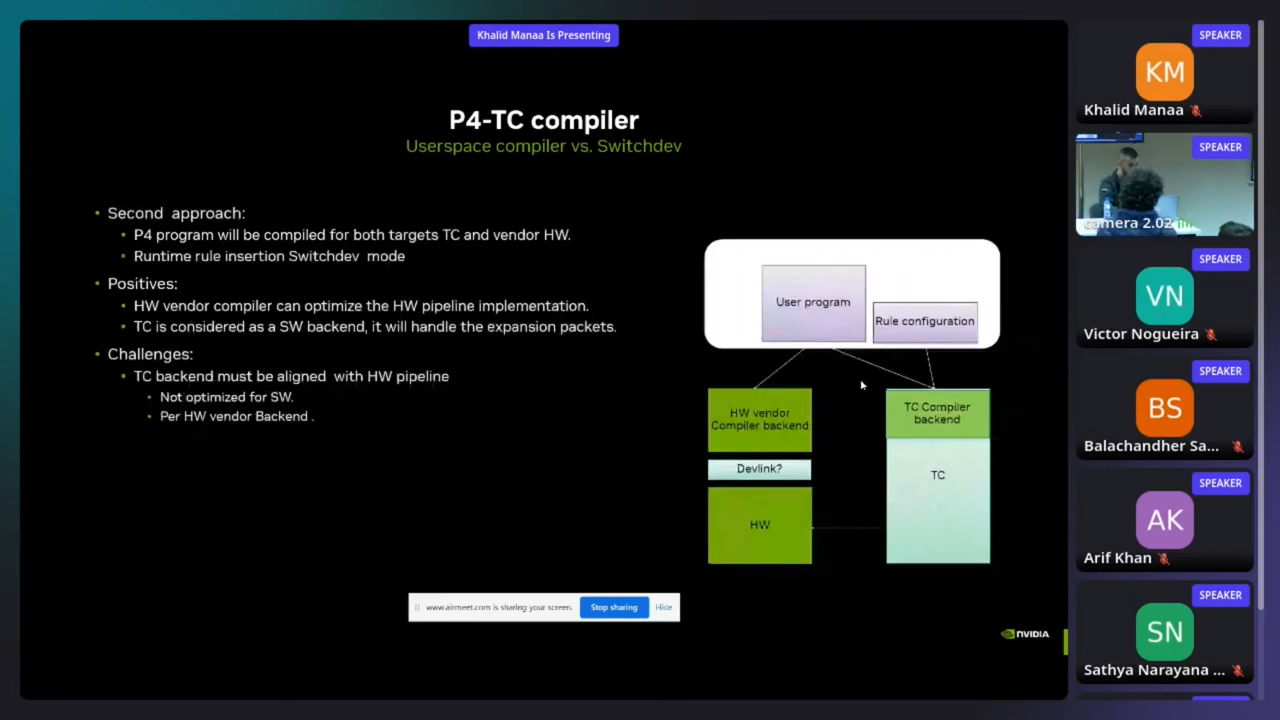 Khalid Manaa Is Presenting
P4-TC compiler
Userspace compiler vs. Switchdev
• Second approach:
• P4 program will be compiled for both targets TC and vendor HW.
• Runtime rule insertion Switchdev mode
• Positives:
• HW vendor compiler can optimize the HW pipeline implementation.
• TC is considered as a SW backend, it will handle the expansion packets.
• Challenges:
• TC backend must be aligned with HW pipeline
• Not optimized for SW.
• Per HW vendor Backend .
User program
Rule configuration
HW vendor
Compiler backend
Devlink?
HW
TC Compiler
backend
TC
www.airmeet.com is sharing your screen.
Stop sharing
Hide
NVIDIA
SPEAKER
KM
Khalid Manaa
SPEAKER
camera 2.02
SPEAKER
VN
Victor Nogueira
SPEAKER
BS
Balachandher Sa...
SPEAKER
AK
Arif Khan
SPEAKER
SN
Sathya Narayana ...